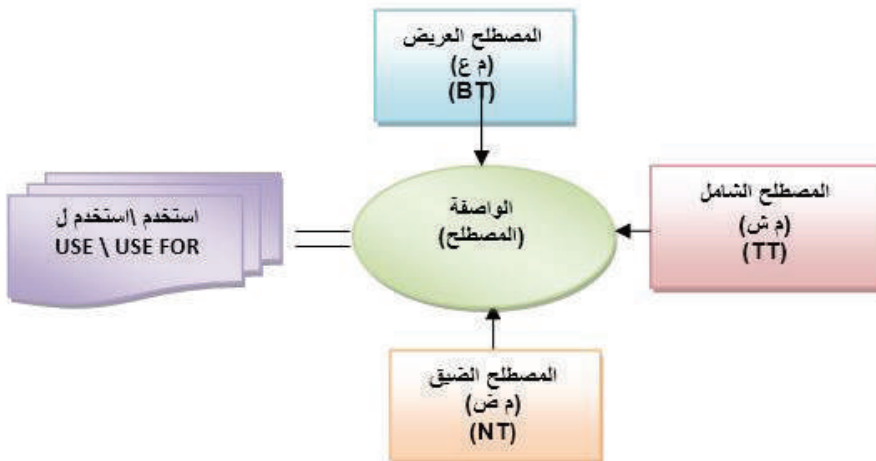 المصطلح العريض
(م ع)
(BT)
المصطلح الشامل
(م ش)
(TT)
الواصفة
(المصطلح)
استخدم \استخدم ل
USE \ USE FOR
المصطلح الضيق
(م ض)
(NT)